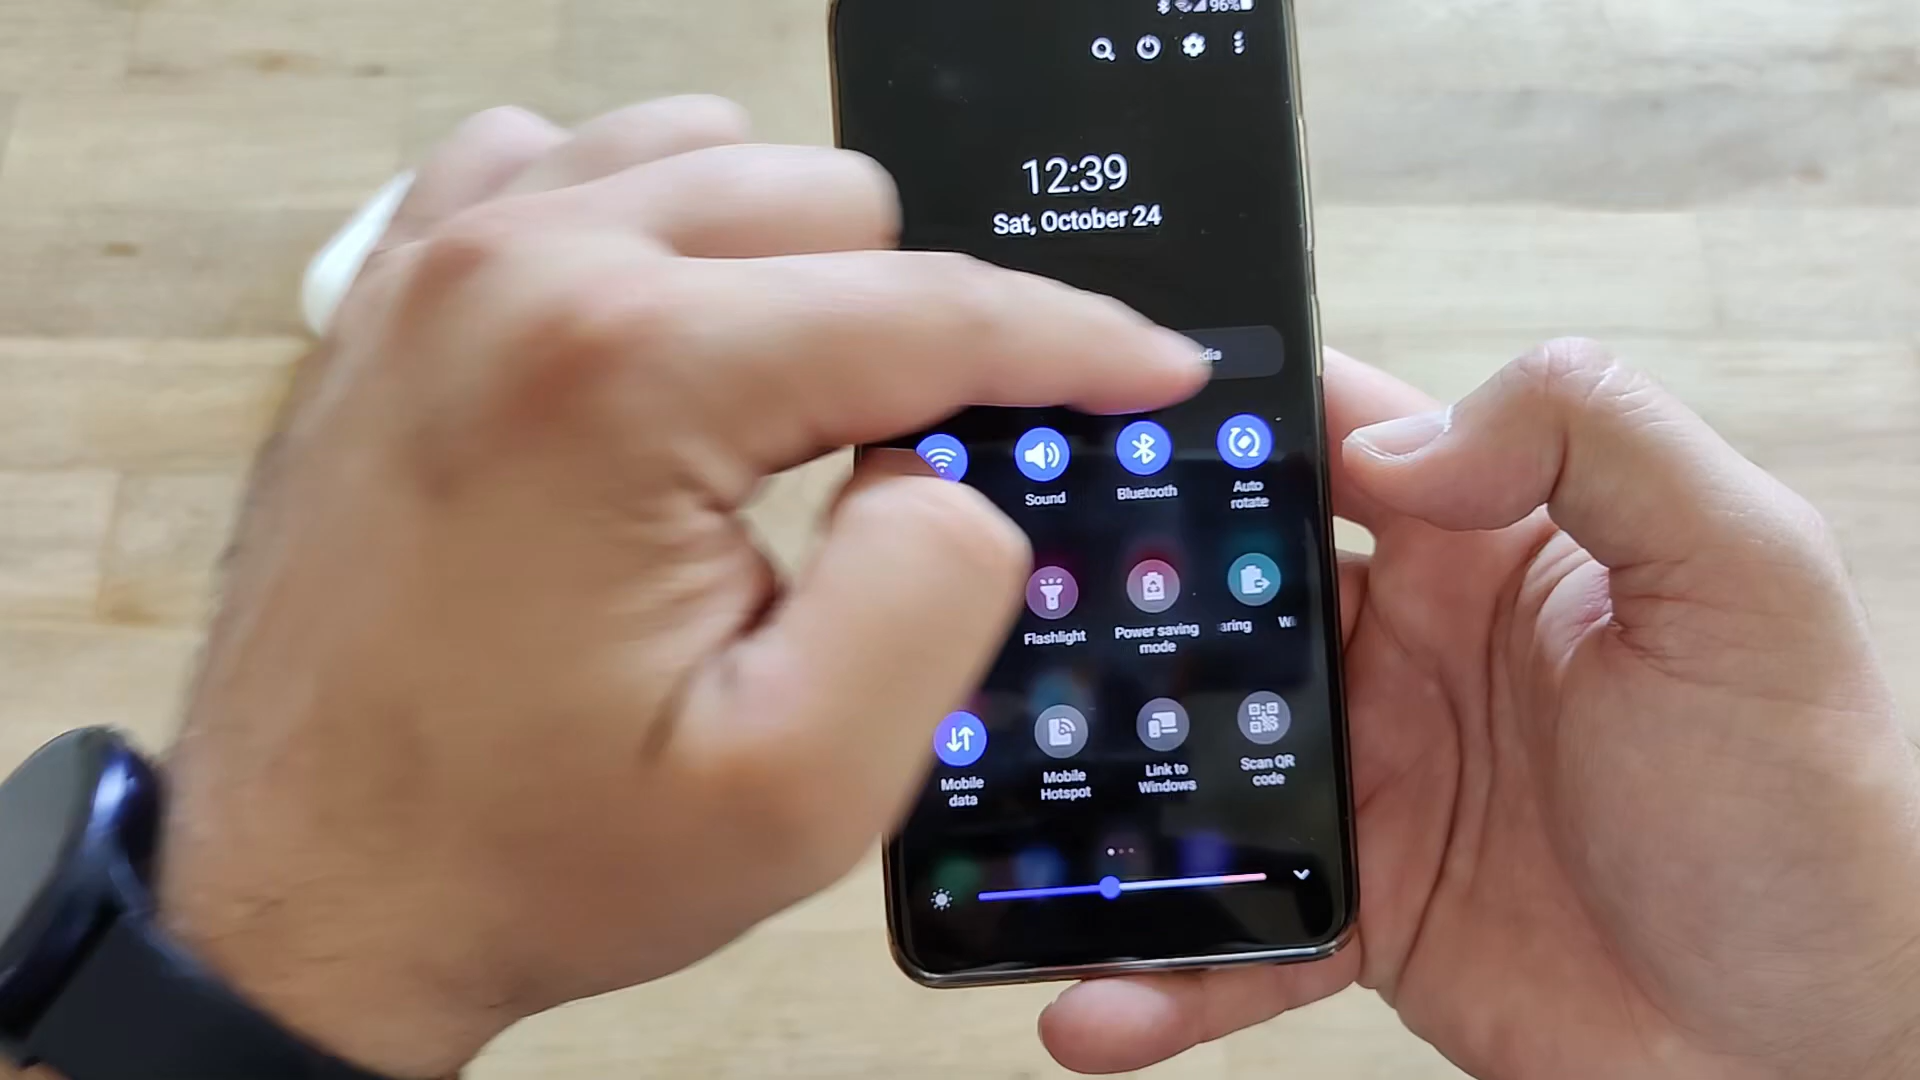 96%
12:39
Sat, October 24
Sound
Bluetooth
Auto
rotate
Flashlight
Power saving
mode
Mobile
data
Mobile
Hotspot
Link to
Windows
Scan QR
code